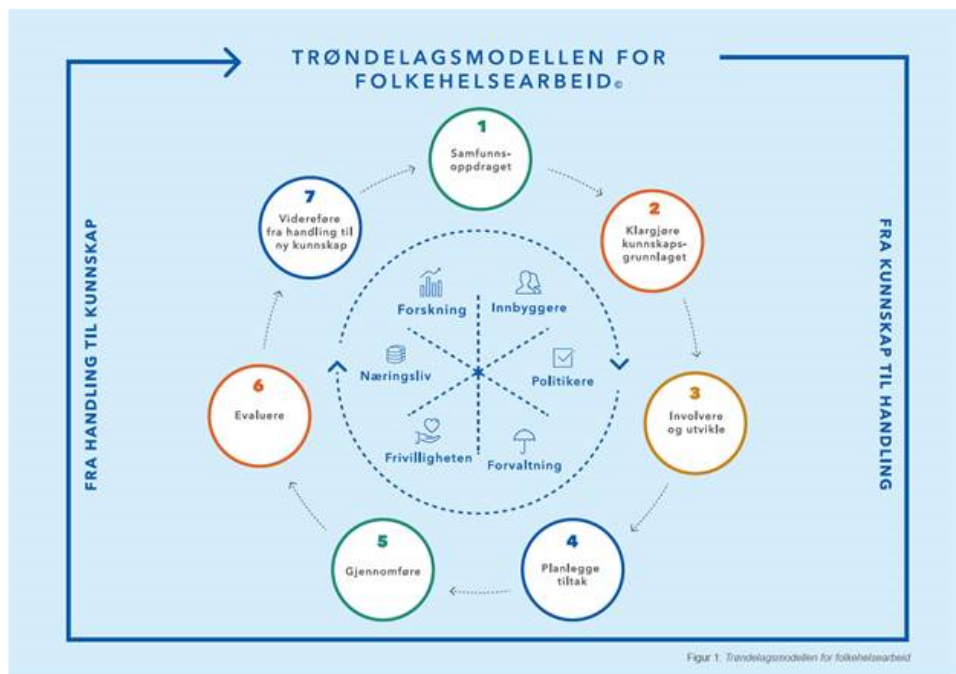 TRØNDELAGSMODELLEN FOR
FOLKEHELSEARBEID©
1
Samfunns-
oppdraget
2
Klargjøre
kunnskaps-
grunnlaget
3
Involvere
og utvikle
4
Planlegge
tiltak
5
Gjennomføre
6
Evaluere
7
Videreføre
fra handling til
ny kunnskap
Forskning
Innbyggere
Næringsliv
Politikere
Frivilligheten
Forvaltning
FRA HANDLING TIL KUNNSKAP
FRA KUNNSKAP TIL HANDLING
Figur 1: Trøndelagsmodellen for folkehelsearbeid